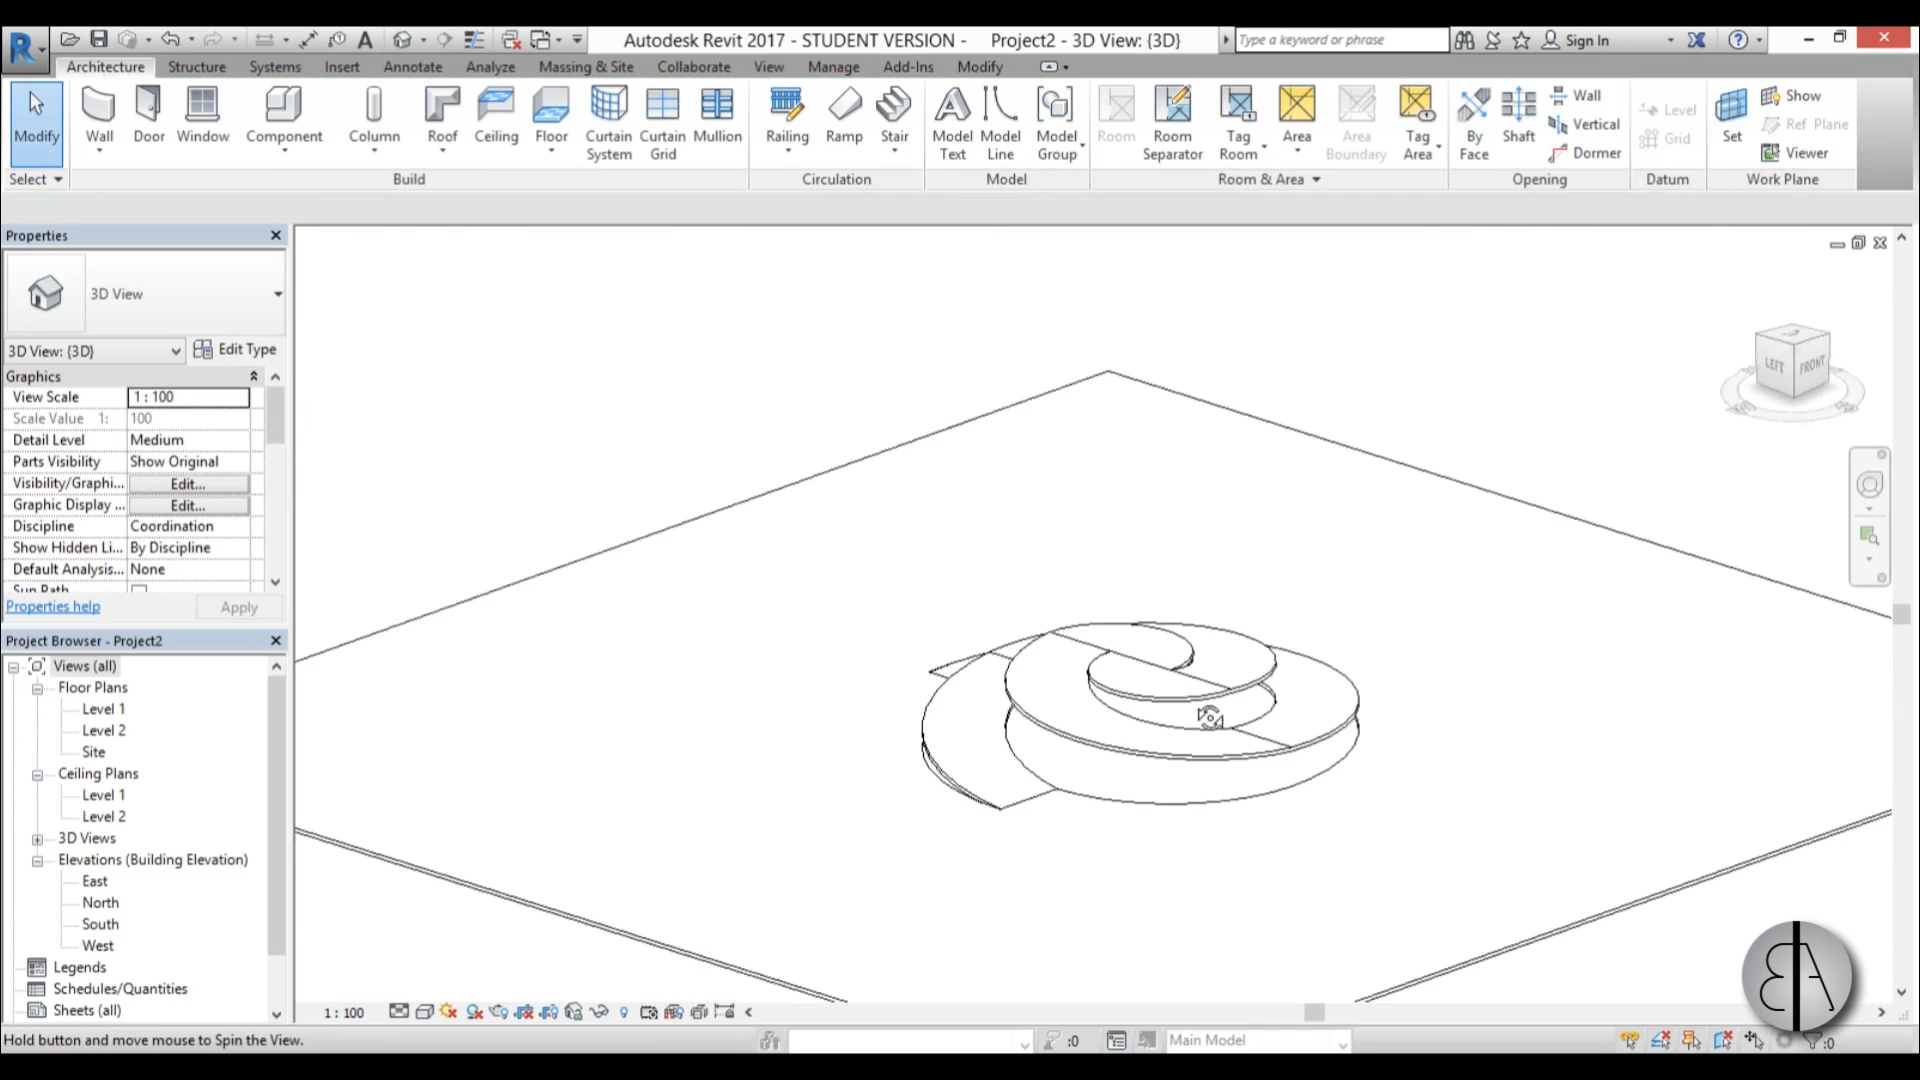 Autodesk Revit 2017 - STUDENT VERSION - Project2 - 3D View: {3D}
Type a keyword or phrase
Sign In
Architecture Structure Systems Insert Annotate Analyze Massing & Site Collaborate View Manage Add-Ins Modify
Modify
Wall
Door
Window
Component
Column
Roof
Ceiling
Floor
Curtain System
Curtain Grid
Mullion
Railing
Ramp
Stair
Model Text
Model Line
Model Group
Room
Room Separator
Tag Room
Area
Area Boundary
Tag Area
By Face
Shaft
Wall
Vertical
Dormer
Level
Grid
Set
Show
Ref Plane
Viewer
Select
Build
Circulation
Model
Room & Area
Opening
Datum
Work Plane
Properties
3D View
3D View: {3D}
Edit Type
Graphics
View Scale 1 : 100
Scale Value 1: 100
Detail Level Medium
Parts Visibility Show Original
Visibility/Graphi... Edit...
Graphic Display ... Edit...
Discipline Coordination
Show Hidden Li... By Discipline
Default Analysis... None
Sun Path
Properties help
Apply
Project Browser - Project2
Views (all)
Floor Plans
Level 1
Level 2
Site
Ceiling Plans
Level 1
Level 2
3D Views
Elevations (Building Elevation)
East
North
South
West
Legends
Schedules/Quantities
Sheets (all)
LEFT
FRONT
1 : 100
Hold button and move mouse to Spin the View.
:0
Main Model
:0